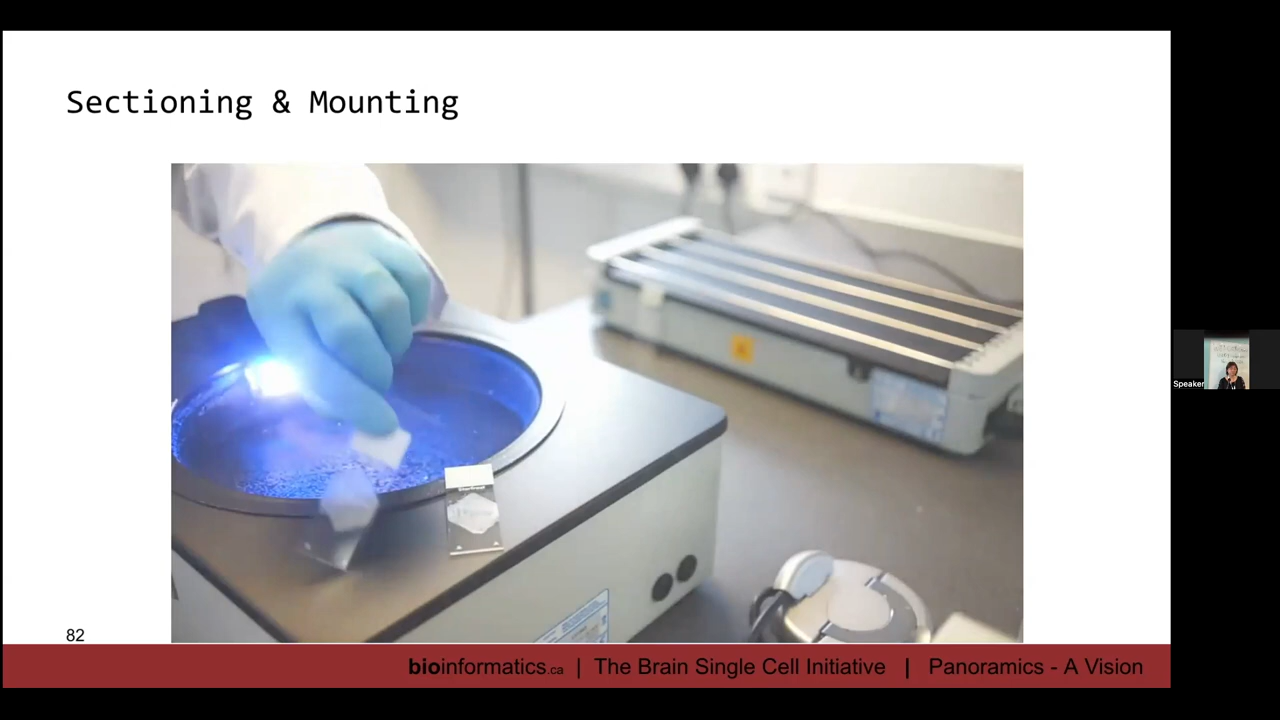 Sectioning & Mounting
82
bioinformatics.ca | The Brain Single Cell Initiative | Panoramics - A Vision
Speaker